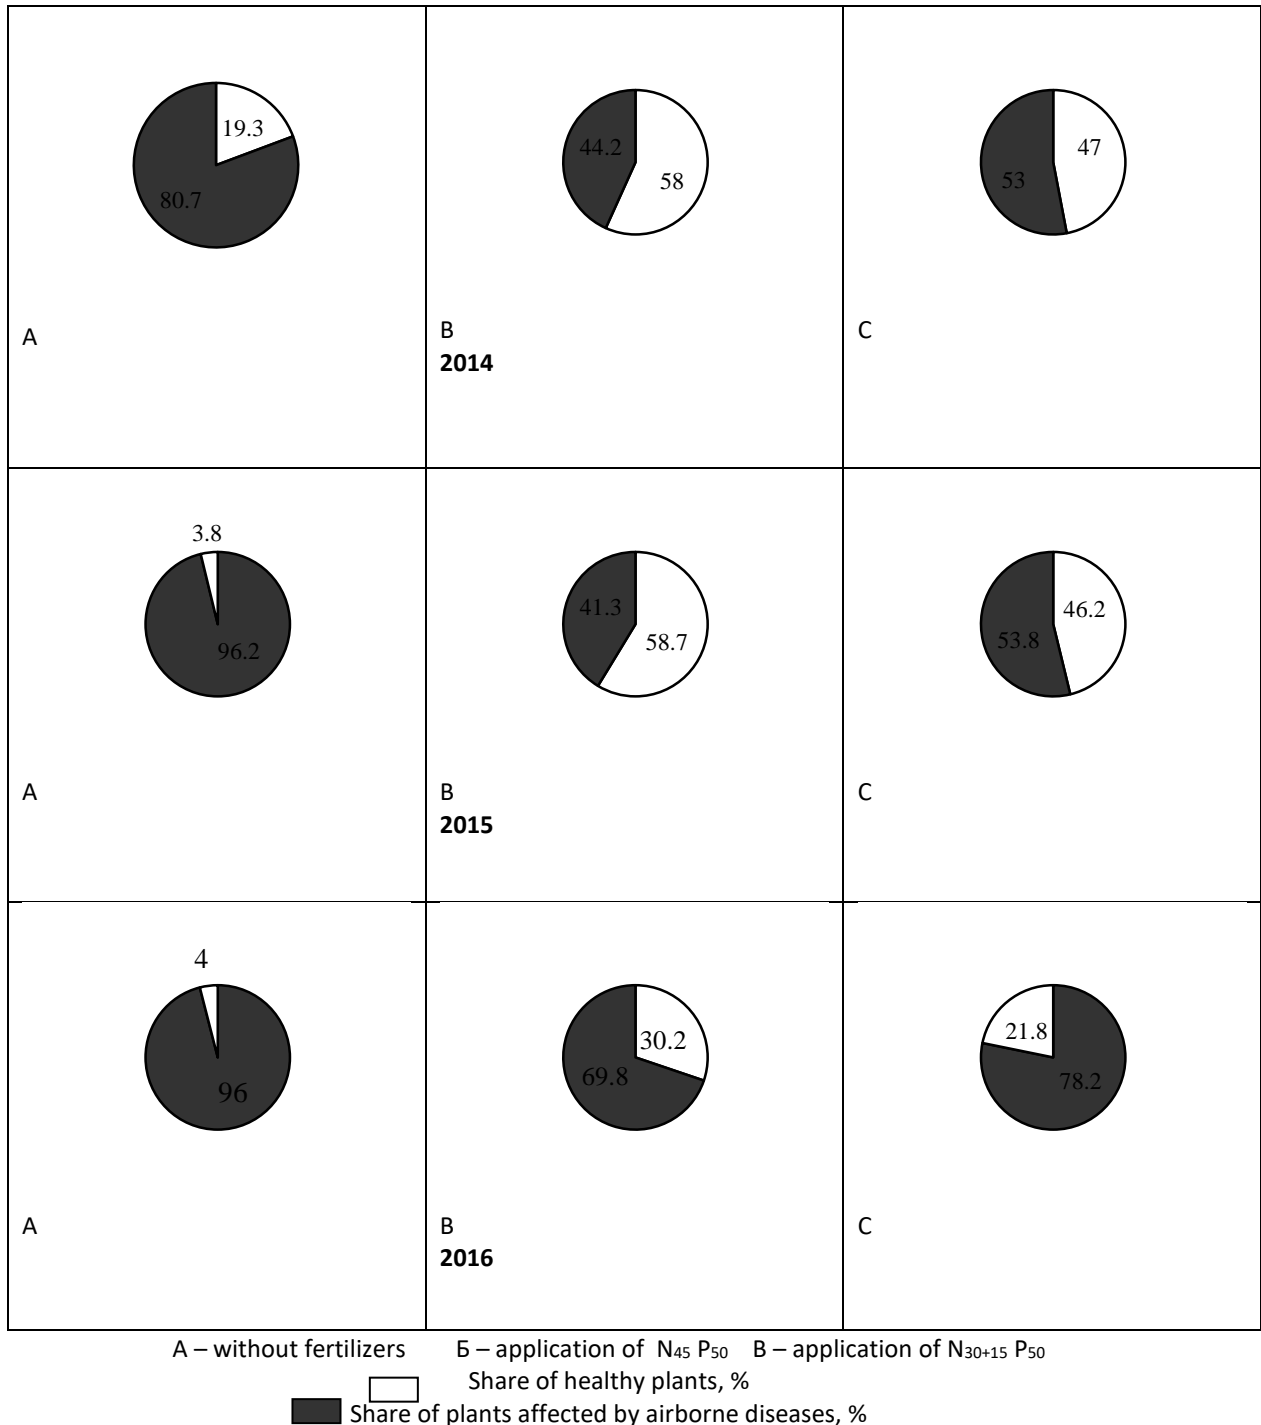 19.3
80.7
A
44.2
58
B
2014
47
53
C
3.8
96.2
A
41.3
58.7
B
2015
46.2
53.8
C
4
96
A
30.2
69.8
B
2016
21.8
78.2
C
A – without fertilizers Б – application of N45 P50 В – application of N30+15 P50
Share of healthy plants, %
Share of plants affected by airborne diseases, %